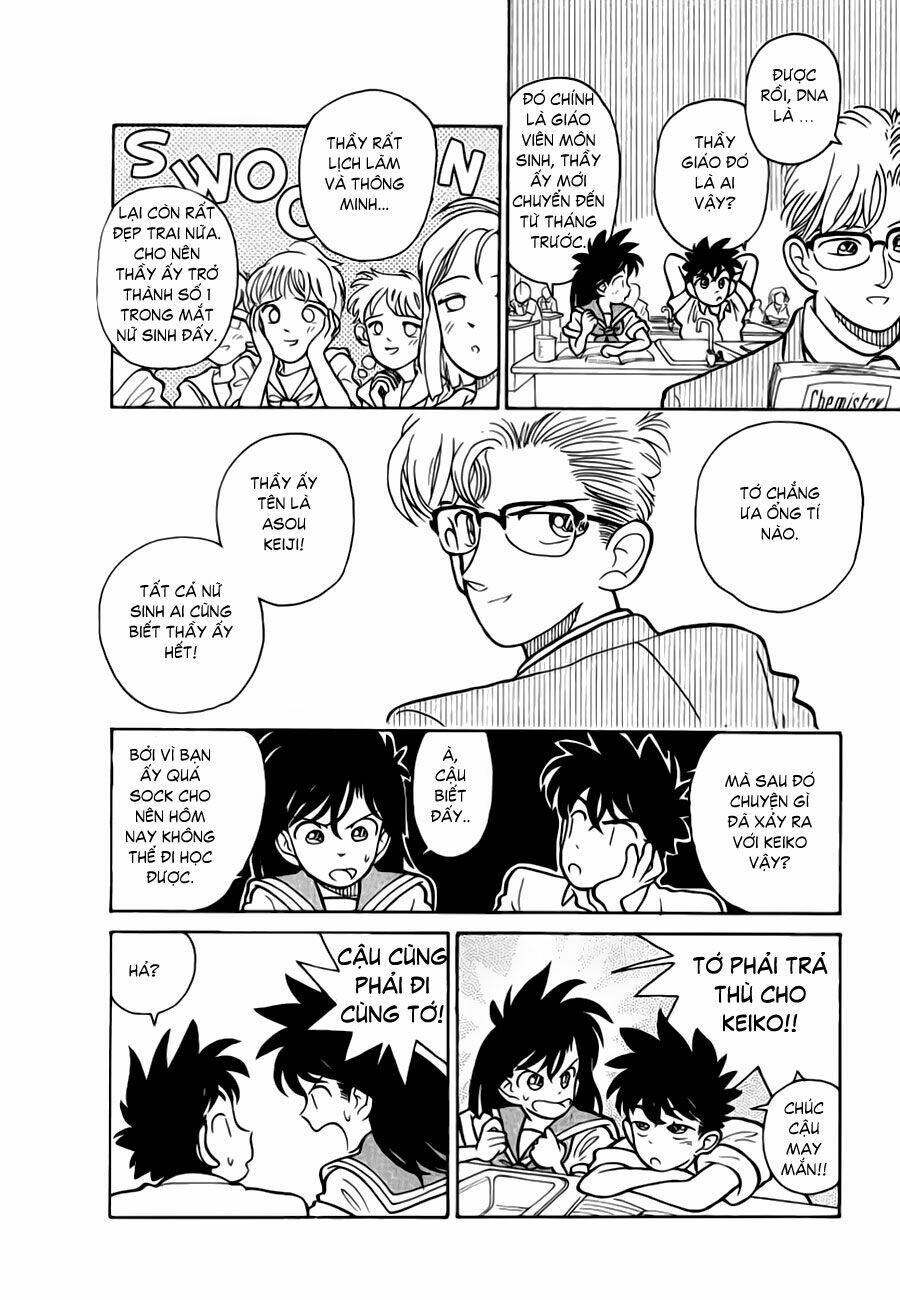 ĐƯỢC
RỒI, DNA
LÀ ...
THẦY
GIÁO ĐÓ
LÀ AI
VẬY?
ĐÓ CHÍNH
LÀ GIÁO
VIÊN MÔN
SINH, THẦY
ẤY MỚI
CHUYỂN ĐẾN
TỪ THÁNG
TRƯỚC.
Chemistry
THẦY RẤT
LỊCH LÃM
VÀ THÔNG
MINH...
SWOO N
LẠI CÒN RẤT
ĐẸP TRAI NỮA.
CHO NÊN
THẦY ẤY TRỞ
THÀNH SỐ 1
TRONG MẮT
NỮ SINH ĐẤY.
TỚ CHẲNG
ƯA ỔNG TÍ
NÀO.
THẦY ẤY
TÊN LÀ
ASOU
KEIJI!
TẤT CẢ NỮ
SINH AI CŨNG
BIẾT THẦY ẤY
HẾT!
MÀ SAU ĐÓ
CHUYỆN GÌ
ĐÃ XẢY RA
VỚI KEIKO
VẬY?
À,
CẬU
BIẾT
ĐẤY..
BỞI VÌ BẠN
ẤY QUÁ
SOCK CHO
NÊN HÔM
NAY KHÔNG
THỂ ĐI HỌC
ĐƯỢC.
TỚ PHẢI TRẢ
THÙ CHO
KEIKO!!
CHÚC
CẬU
MAY
MẮN!!
CẬU CŨNG
PHẢI ĐI
CÙNG TỚ!
HẢ?